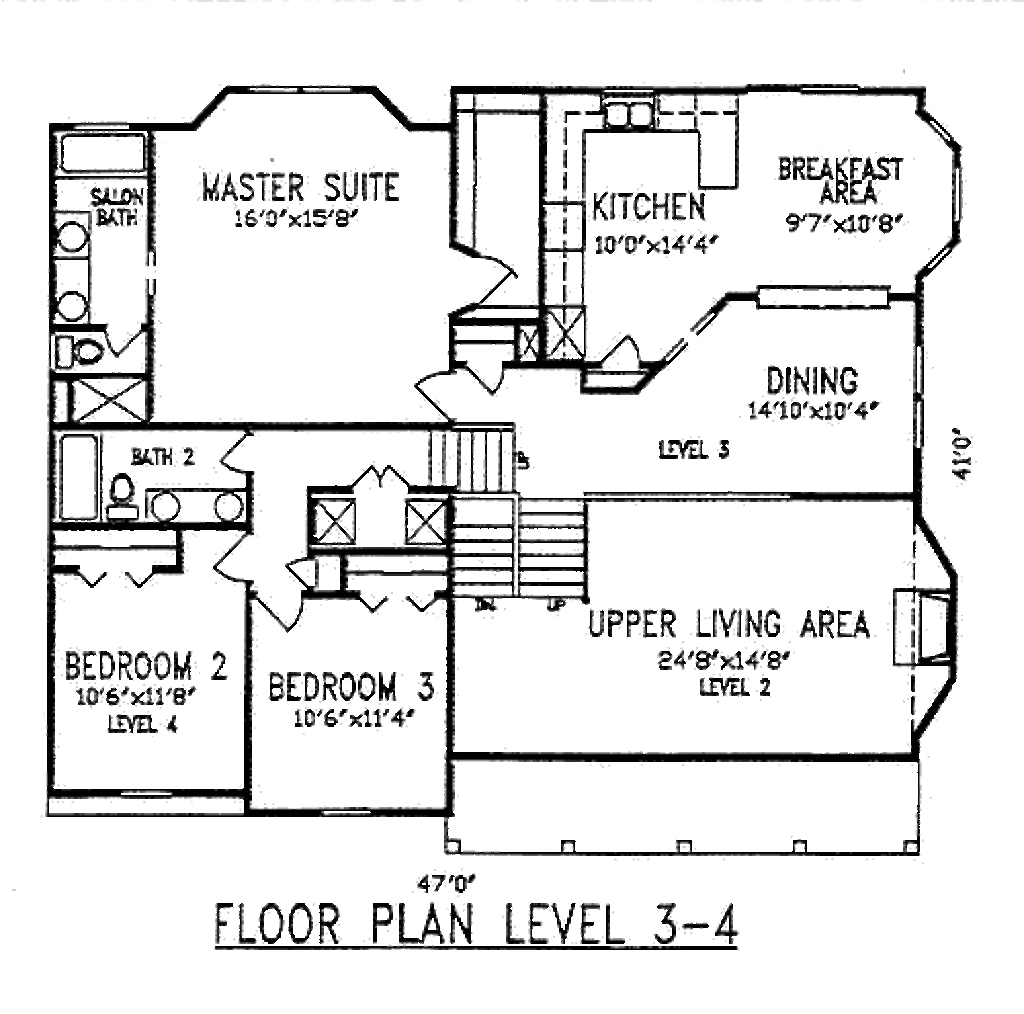 MASTER SUITE
16'0"x15'8"
SALON
BATH
KITCHEN
10'0"x14'4"
BREAKFAST
AREA
9'7"x10'8"
DINING
14'10"x10'4"
LEVEL 3
41'0"
BATH 2
DN
UP
UPPER LIVING AREA
24'8"x14'8"
LEVEL 2
BEDROOM 2
10'6"x11'8"
LEVEL 4
BEDROOM 3
10'6"x11'4"
47'0"
FLOOR PLAN LEVEL 3-4